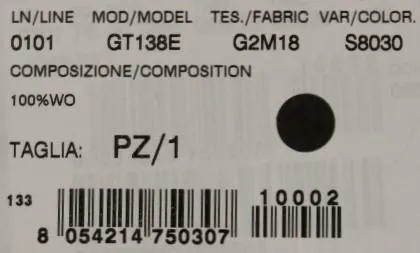 LN/LINE MOD/MODEL TES./FABRIC VAR/COLOR.
0101 GT138E G2M18 S8030
COMPOSIZIONE/COMPOSITION
100%WO
TAGLIA: PZ/1
133 10002
8 054214 750307